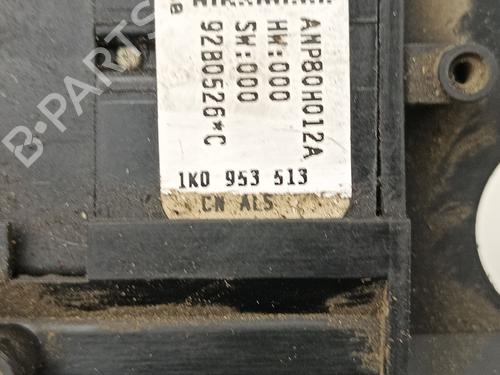 ANP80H012A
HW:000
SW:000
9280526*C
1K0 953 513
CN ALS
B-PARTS